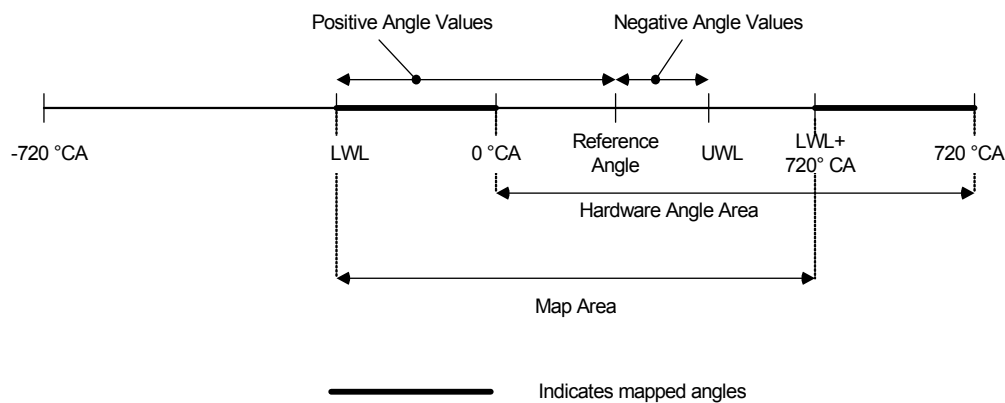 Positive Angle Values
Negative Angle Values
-720 °CA
LWL
0 °CA
Reference
Angle
UWL
LWL+
720° CA
720 °CA
Hardware Angle Area
Map Area
Indicates mapped angles